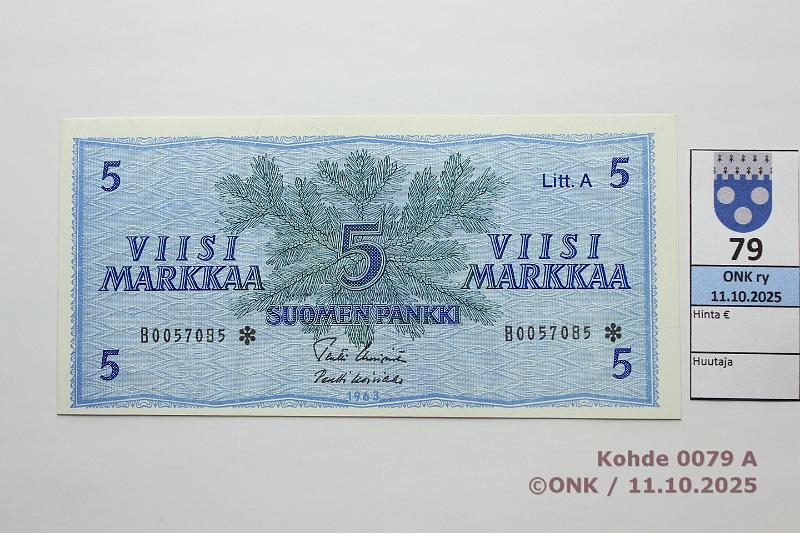 5
Litt. A 5
VIISI
MARKKAA
5
VIISI
MARKKAA
SUOMEN PANKKI
B0057085 *
B0057085 *
5
5
1963
79
ONK ry
11.10.2025
Hinta €
Huutaja
Kohde 0079 A
©ONK / 11.10.2025